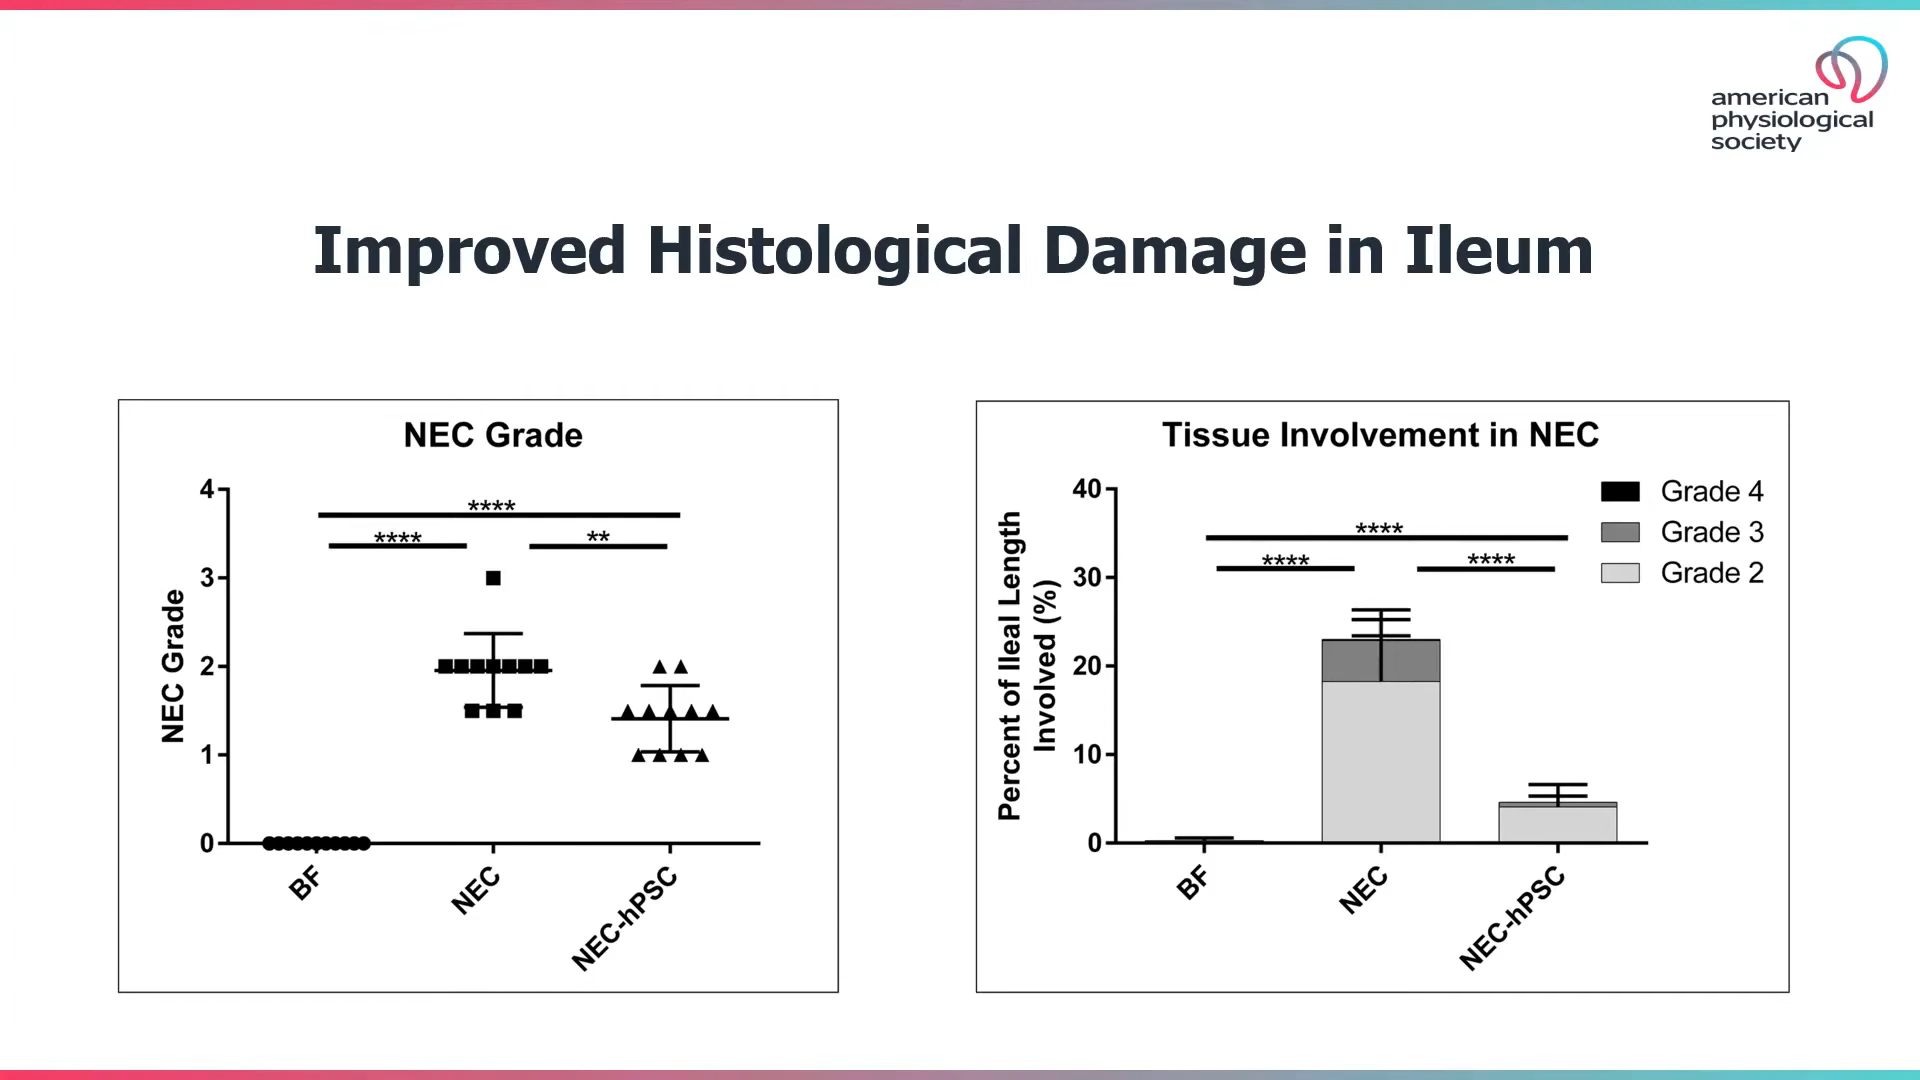 american
physiological
society
Improved Histological Damage in Ileum
NEC Grade
NEC Grade
4
3
2
1
0
****
****
**
BF
NEC
NEC-hPSC
Tissue Involvement in NEC
Percent of Ileal Length
Involved (%)
40
30
20
10
0
****
****
****
Grade 4
Grade 3
Grade 2
BF
NEC
NEC-hPSC